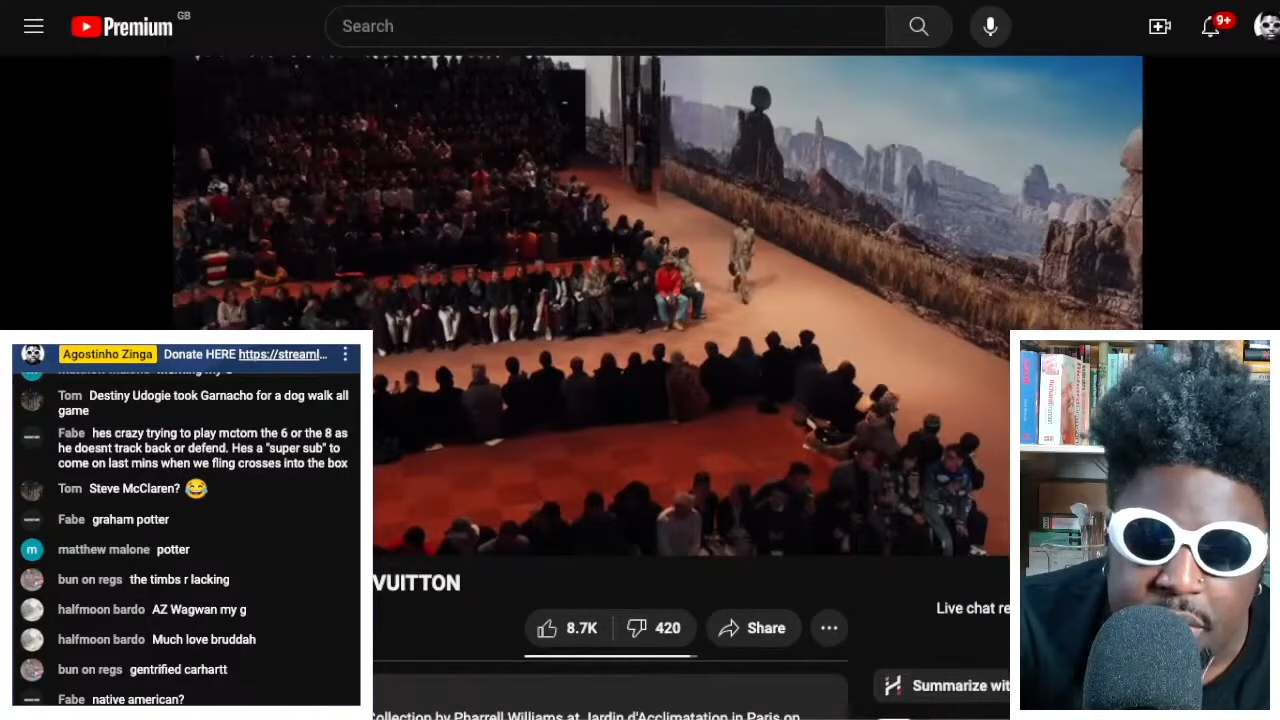 Premium GB
Search
9+
Agostinho Zinga Donate HERE https://streaml...
Tom Destiny Udogie took Garnacho for a dog walk all
game
Fabe hes crazy trying to play mctom the 6 or the 8 as
he doesnt track back or defend. Hes a "super sub" to
come on last mins when we fling crosses into the box
Tom Steve McClaren? 😂
Fabe graham potter
m matthew malone potter
bun on regs the timbs r lacking
halfmoon bardo AZ Wagwan my g
halfmoon bardo Much love bruddah
bun on regs gentrified carhartt
Fabe native american?
VUITTON
8.7K 420 Share
Live chat re
Summarize wit
Collection by Pharrell Williams at Jardin d'Acclimatation in Paris on